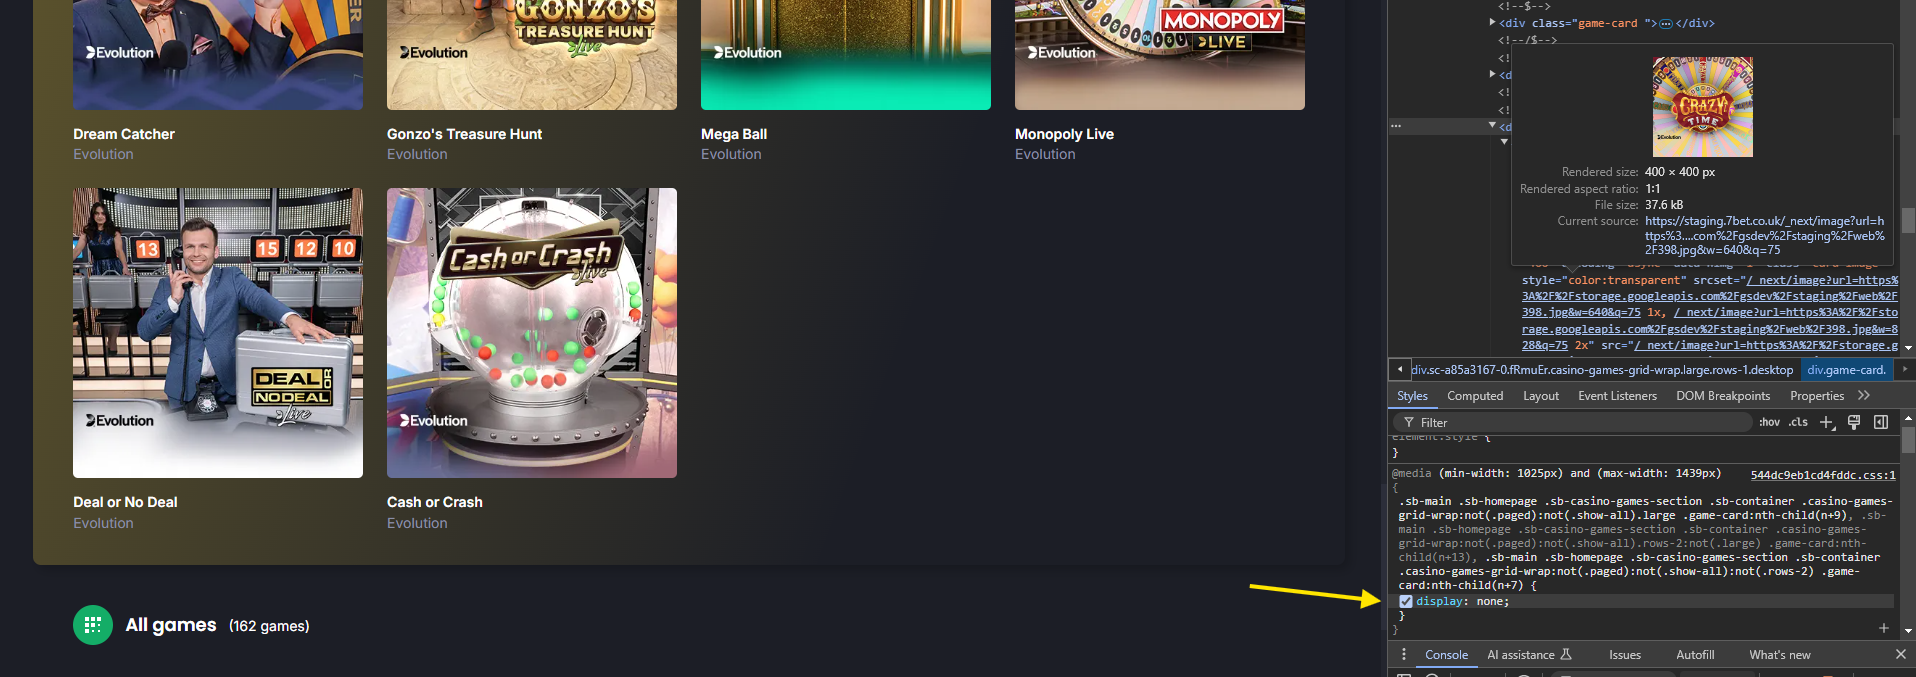 ER
Evolution
GONZO'S
TREASURE HUNT
Live
Evolution
Evolution
MONOPOLY
LIVE
Evolution
Dream Catcher
Evolution
Gonzo's Treasure Hunt
Evolution
Mega Ball
Evolution
Monopoly Live
Evolution
13
15
12
10
DEAL OR
NO DEAL
Live
Evolution
Cash or Crash
Live
Evolution
Deal or No Deal
Evolution
Cash or Crash
Evolution
All games (162 games)
<!--$-->
<div class="game-card ">⋯</div>
<!--/$-->
<!
<d
<!
<!
<d
CRAZY
TIME
Evolution
Rendered size: 400 × 400 px
Rendered aspect ratio: 1:1
File size: 37.6 kB
Current source: https://staging.7bet.co.uk/_next/image?url=h
ttps%3....com%2Fgsdev%2Fstaging%2Fweb%
2F398.jpg&w=640&q=75
style="color:transparent" srcset="/_next/image?url=https%
3A%2F%2Fstorage.googleapis.com%2Fgsdev%2Fstaging%2Fweb%2F
398.jpg&w=640&q=75 1x, /_next/image?url=https%3A%2F%2Fsto
rage.googleapis.com%2Fgsdev%2Fstaging%2Fweb%2F398.jpg&w=8
28&q=75 2x" src="/_next/image?url=https%3A%2F%2Fstorage.g
div.sc-a85a3167-0.fRmuEr.casino-games-grid-wrap.large.rows-1.desktop div.game-card.
Styles Computed Layout Event Listeners DOM Breakpoints Properties
Filter :hov .cls
element.style {
}
@media (min-width: 1025px) and (max-width: 1439px) 544dc9eb1cd4fddc.css:1
{
.sb-main .sb-homepage .sb-casino-games-section .sb-container .casino-games-
grid-wrap:not(.paged):not(.show-all).large .game-card:nth-child(n+9), .sb-
main .sb-homepage .sb-casino-games-section .sb-container .casino-games-
grid-wrap:not(.paged):not(.show-all).rows-2:not(.large) .game-card:nth-
child(n+13), .sb-main .sb-homepage .sb-casino-games-section .sb-container
.casino-games-grid-wrap:not(.paged):not(.show-all):not(.rows-2) .game-
card:nth-child(n+7) {
display: none;
}
}
Console AI assistance Issues Autofill What's new